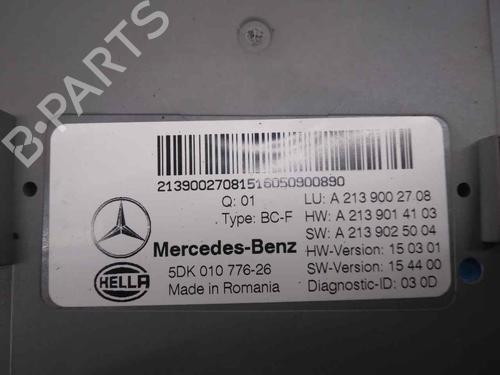 B-PARTS
21390027081516050900890
Q: 01 LU: A 213 900 27 08
Type: BC-F HW: A 213 901 41 03
SW: A 213 902 50 04
Mercedes-Benz HW-Version: 15 03 01
HELLA 5DK 010 776-26 SW-Version: 15 44 00
Made in Romania Diagnostic-ID: 03 0D